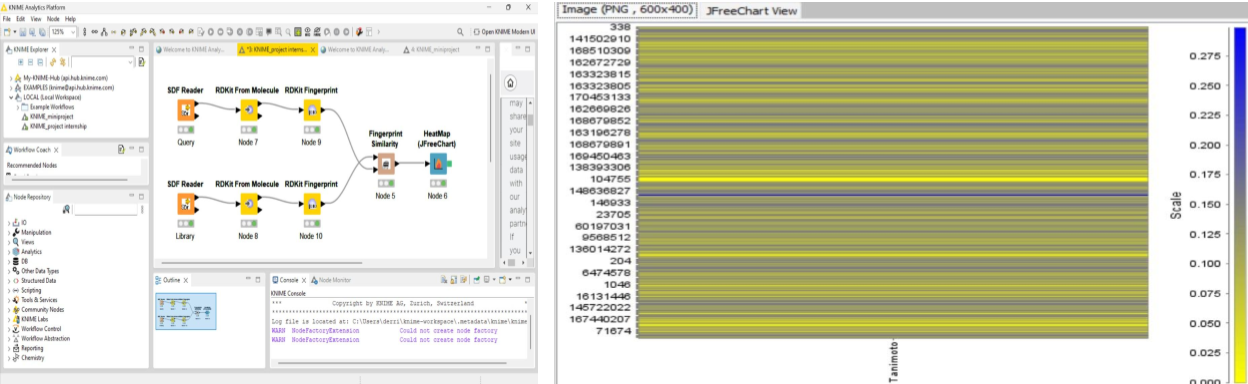 KNIME Analytics Platform
File Edit View Node Help
125%
Open KNIME Modern UI
KNIME Explorer
My-KNIME-Hub (api.hub.knime.com)
EXAMPLES (knime@api.hub.knime.com)
LOCAL (Local Workspace)
Example Workflows
KNIME_miniproject
KNIME_project internship
Workflow Coach
Recommended Nodes
Node Repository
IO
Manipulation
Views
Analytics
DB
Other Data Types
Structured Data
Scripting
Tools & Services
Community Nodes
KNIME Labs
Workflow Control
Workflow Abstraction
Reporting
Chemistry
Welcome to KNIME Analy...
*3: KNIME_project interns...
Welcome to KNIME Analy...
4: KNIME_miniproject
SDF Reader
RDKit From Molecule
RDKit Fingerprint
Query
Node 7
Node 9
Fingerprint
Similarity
HeatMap
(JFreeChart)
Node 5
Node 6
SDF Reader
RDKit From Molecule
RDKit Fingerprint
Library
Node 8
Node 10
may
share
your
site
usage
data
with
our
analy
partn
If
you
Outline
Console
Node Monitor
KNIME Console
*** Copyright by KNIME AG, Zurich, Switzerland *
Log file is located at: C:\Users\derri\knime-workspace\.metadata\knime\knime
WARN NodeFactoryExtension Could not create node factory
WARN NodeFactoryExtension Could not create node factory
Image (PNG , 600x400)
JFreeChart View
338
141502910
168510309
162672729
163323815
163323805
170453133
162669826
168679852
163196278
168679891
169450463
138393306
104755
148636827
146933
23705
60197031
9568512
136014272
204
6474578
1046
16131446
145722022
167440207
71674
Tanimoto
Scale
0.275
0.250
0.225
0.200
0.175
0.150
0.125
0.100
0.075
0.050
0.025
0.000